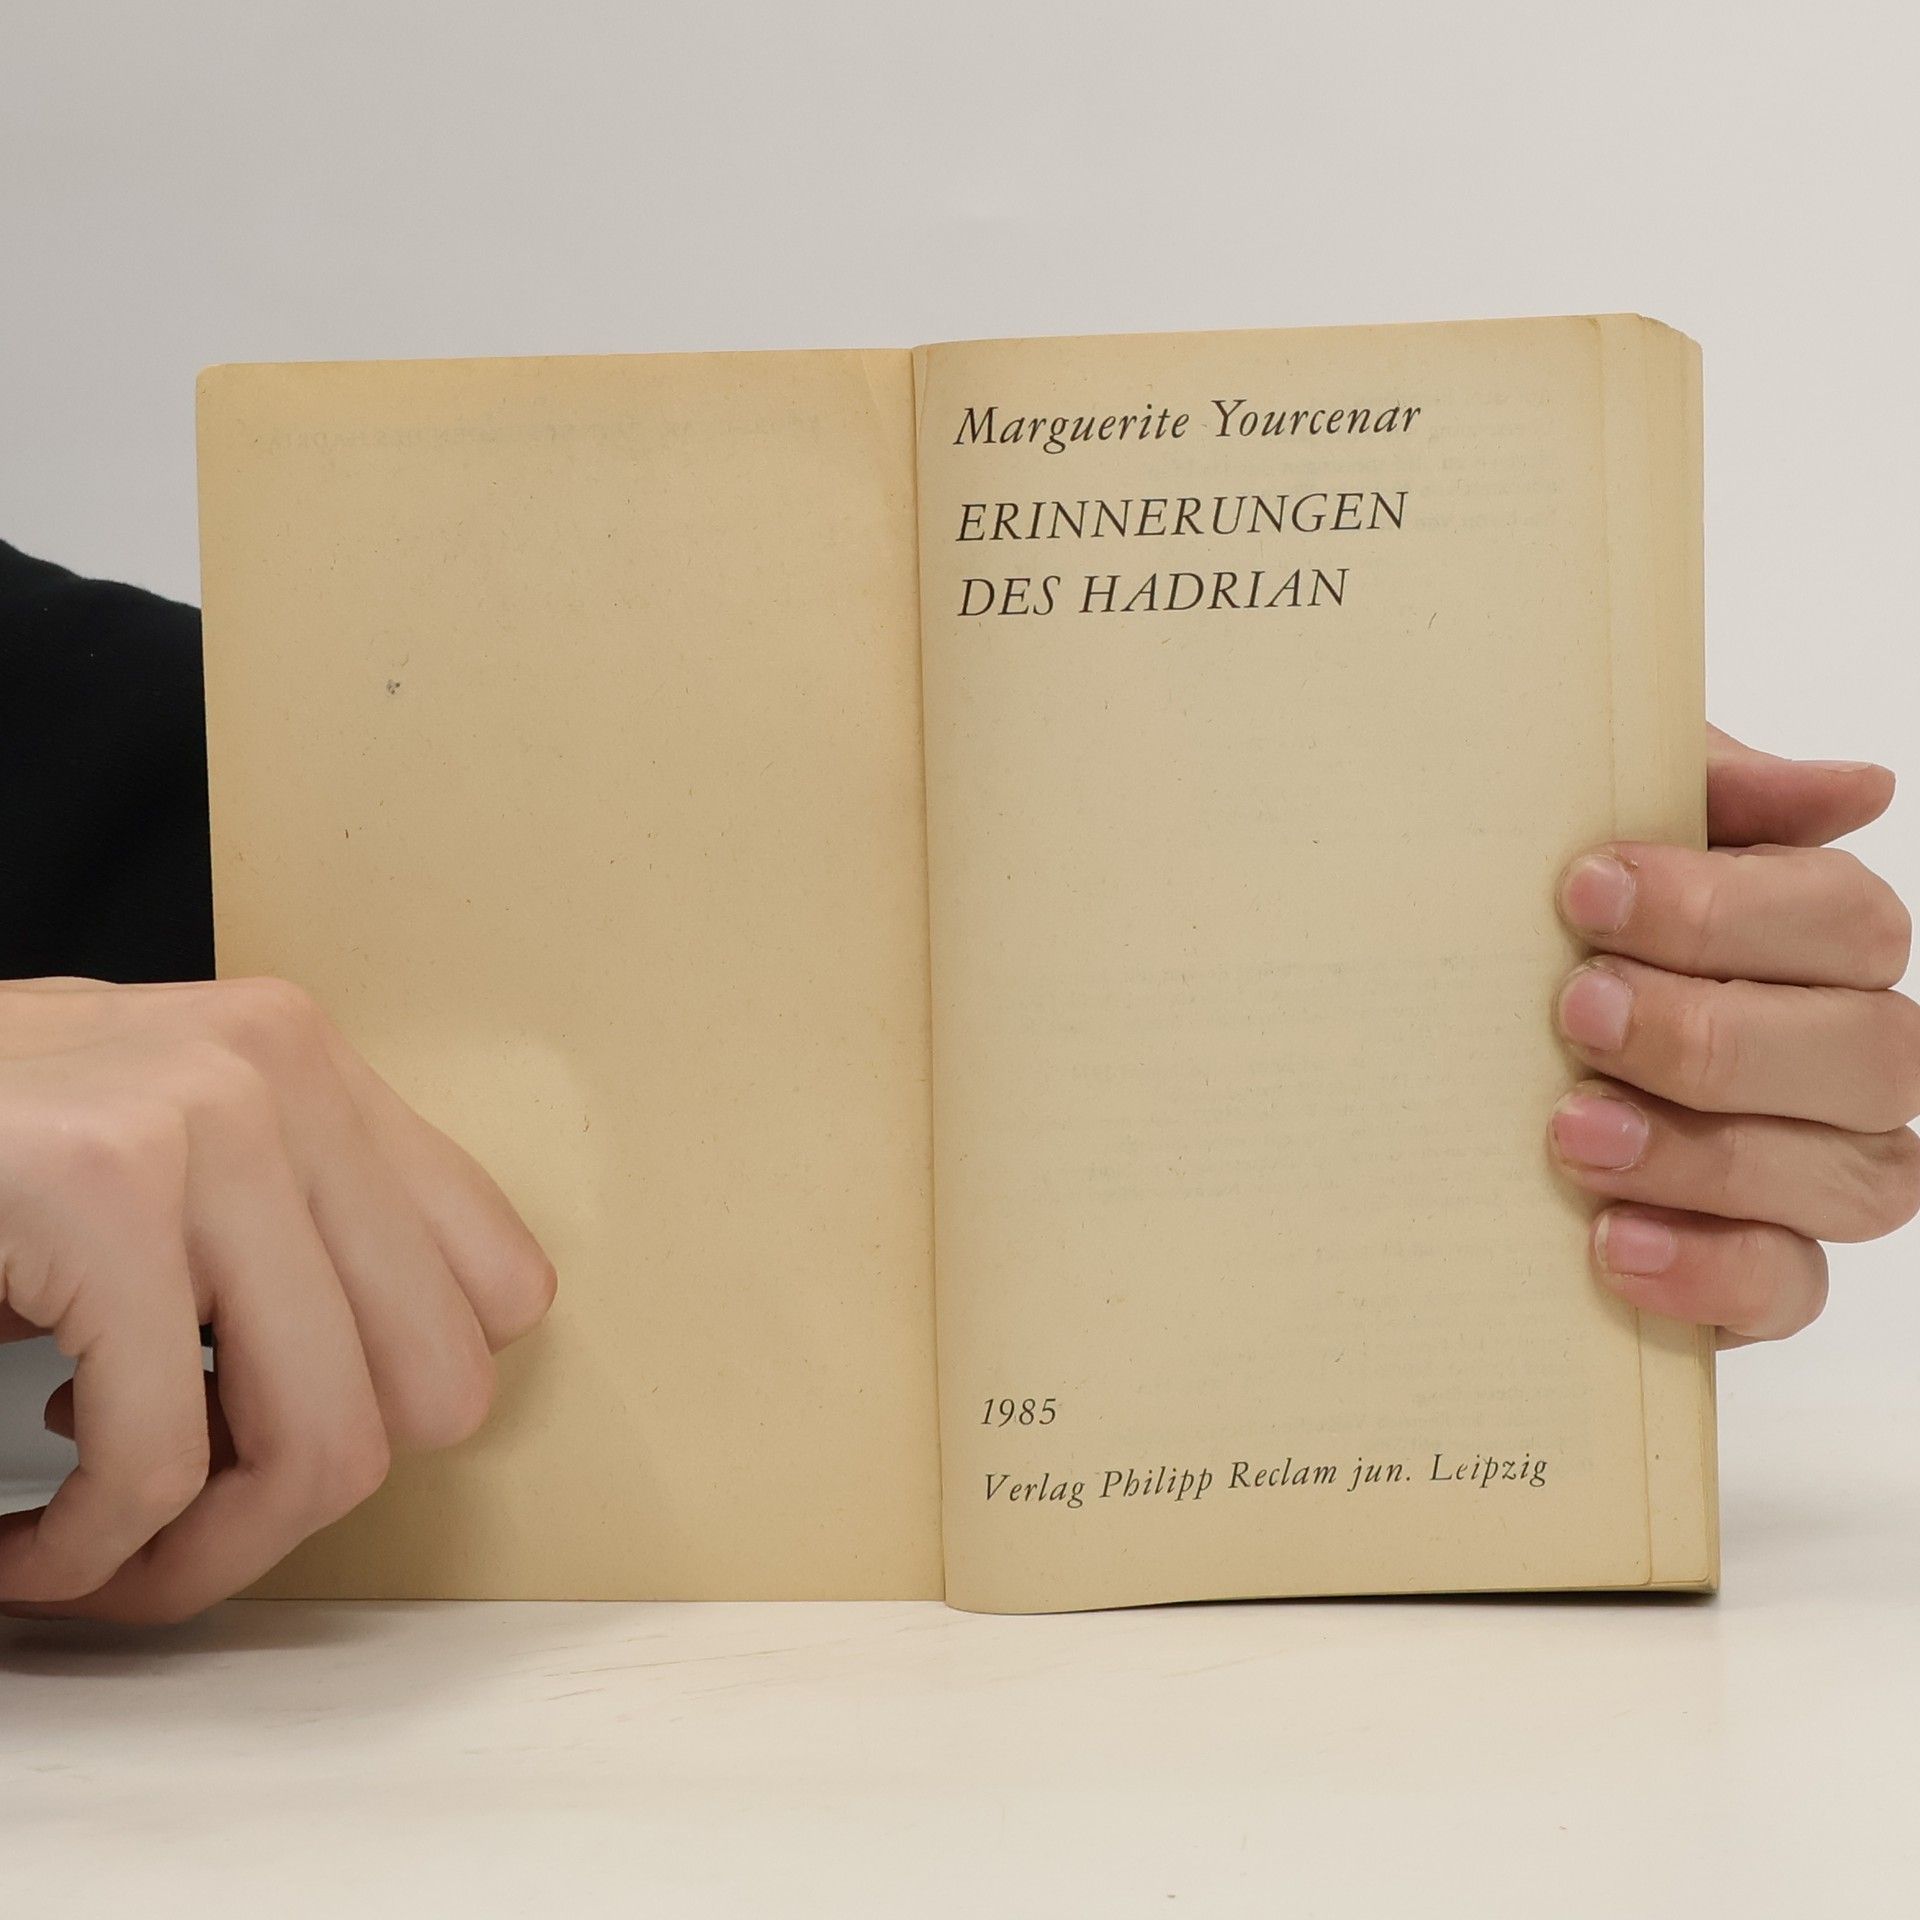 Marguerite Yourcenar
ERINNERUNGEN
DES HADRIAN
1985
Verlag Philipp Reclam jun. Leipzig